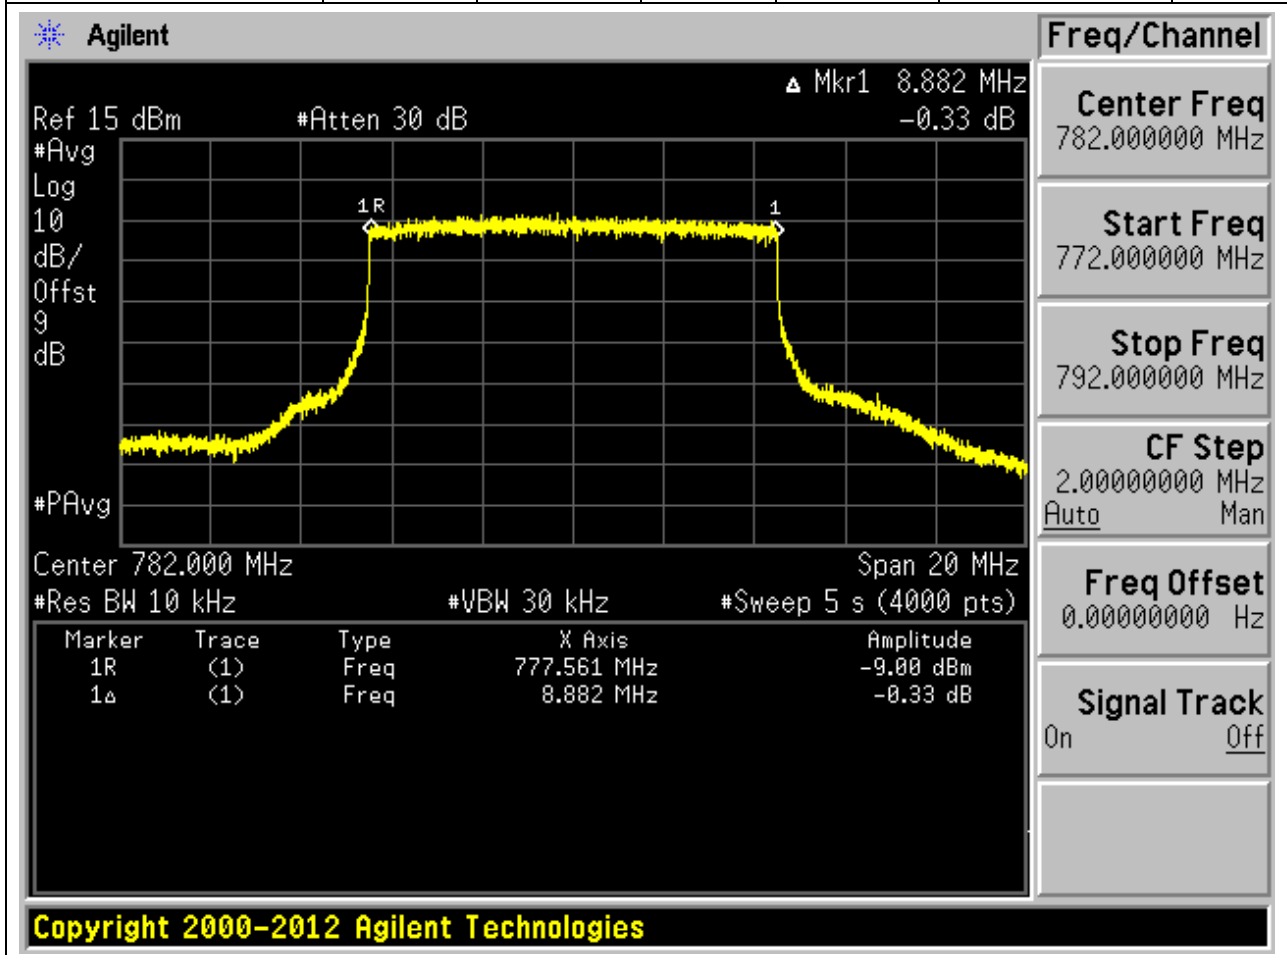 Agilent
Freq/Channel
▵ Mkr1 8.882 MHz
Ref 15 dBm #Atten 30 dB -0.33 dB
#Avg
Log
10
dB/
Offst
9
dB
1R
1
#PAvg
Center 782.000 MHz Span 20 MHz
#Res BW 10 kHz #VBW 30 kHz #Sweep 5 s (4000 pts)
Marker Trace Type X Axis Amplitude
1R (1) Freq 777.561 MHz -9.00 dBm
1▵ (1) Freq 8.882 MHz -0.33 dB
Center Freq
782.000000 MHz
Start Freq
772.000000 MHz
Stop Freq
792.000000 MHz
CF Step
2.00000000 MHz
Auto Man
Freq Offset
0.00000000 Hz
Signal Track
On Off
Copyright 2000-2012 Agilent Technologies